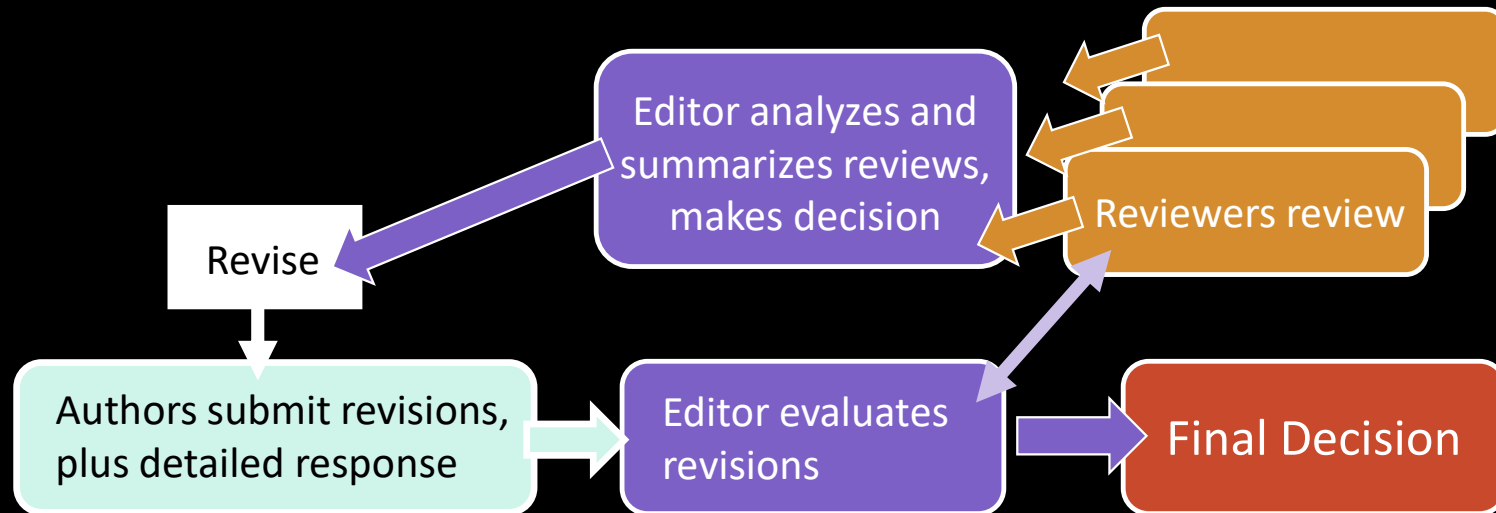 Editor analyzes and
summarizes reviews,
makes decision
Reviewers review
Revise
Authors submit revisions,
plus detailed response
Editor evaluates
revisions
Final Decision